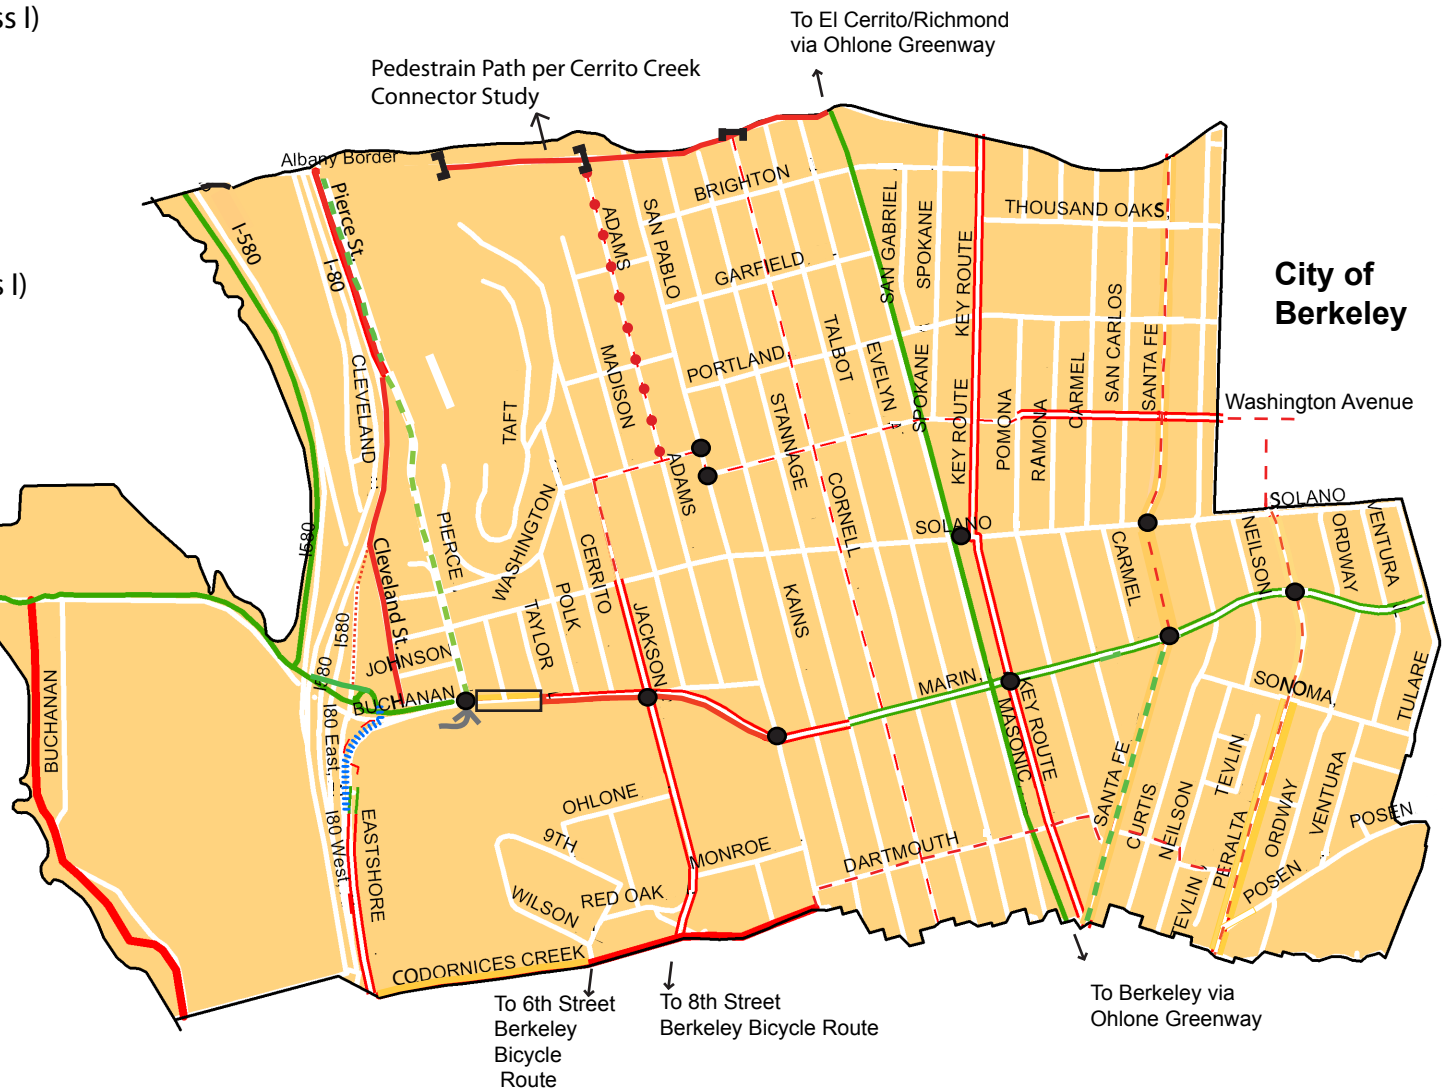 ss I)
To El Cerrito/Richmond
via Ohlone Greenway
Pedestrain Path per Cerrito Creek
Connector Study
Albany Border
s I)
Pierce St.
I-580
I-80
ADAMS
SAN PABLO
BRIGHTON
SAN GABRIEL
SPOKANE
KEY ROUTE
THOUSAND OAKS
City of
Berkeley
GARFIELD
CLEVELAND
TAFT
MADISON
PORTLAND
TALBOT
EVELYN
SPOKANE
KEY ROUTE
POMONA
RAMONA
CARMEL
SAN CARLOS
SANTA FE
Washington Avenue
STANNAGE
ADAMS
CORNELL
SOLANO
SOLANO
I580
PIERCE
WASHINGTON
CERRITO
POLK
TAYLOR
JACKSON
KAINS
CARMEL
NEILSON
ORDWAY
VENTURA
Cleveland St.
I580
JOHNSON
BUCHANAN
I580
I80 East,
I80 West,
BUCHANAN
EASTSHORE
MARIN
KEY ROUTE
MASONIC
SONOMA,
TULARE
SANTA FE
CURTIS
NEILSON
TEVLIN
TEVLIN
PERALTA
ORDWAY
VENTURA
POSEN
POSEN
OHLONE
9TH
WILSON
RED OAK
MONROE
DARTMOUTH
CODORNICES CREEK
To 6th Street
Berkeley
Bicycle
Route
To 8th Street
Berkeley Bicycle Route
To Berkeley via
Ohlone Greenway